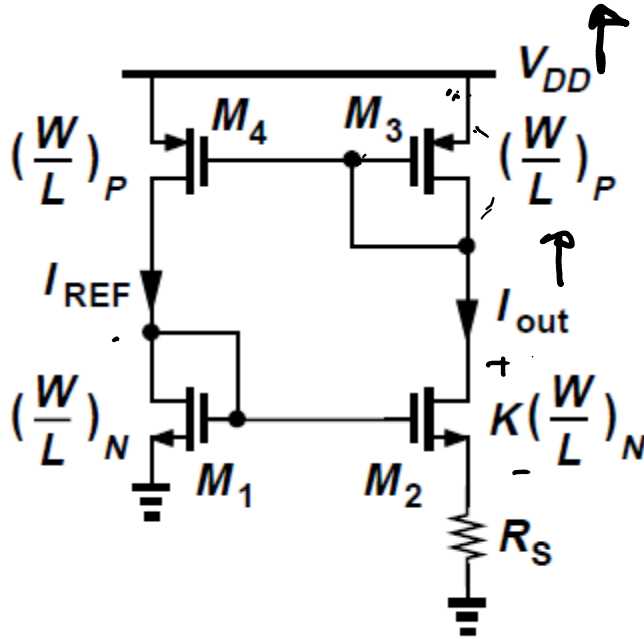 V_DD
M_4
M_3
(W/L)_P
(W/L)_P
I_REF
I_out
+
(W/L)_N
K(W/L)_N
−
M_1
M_2
R_S